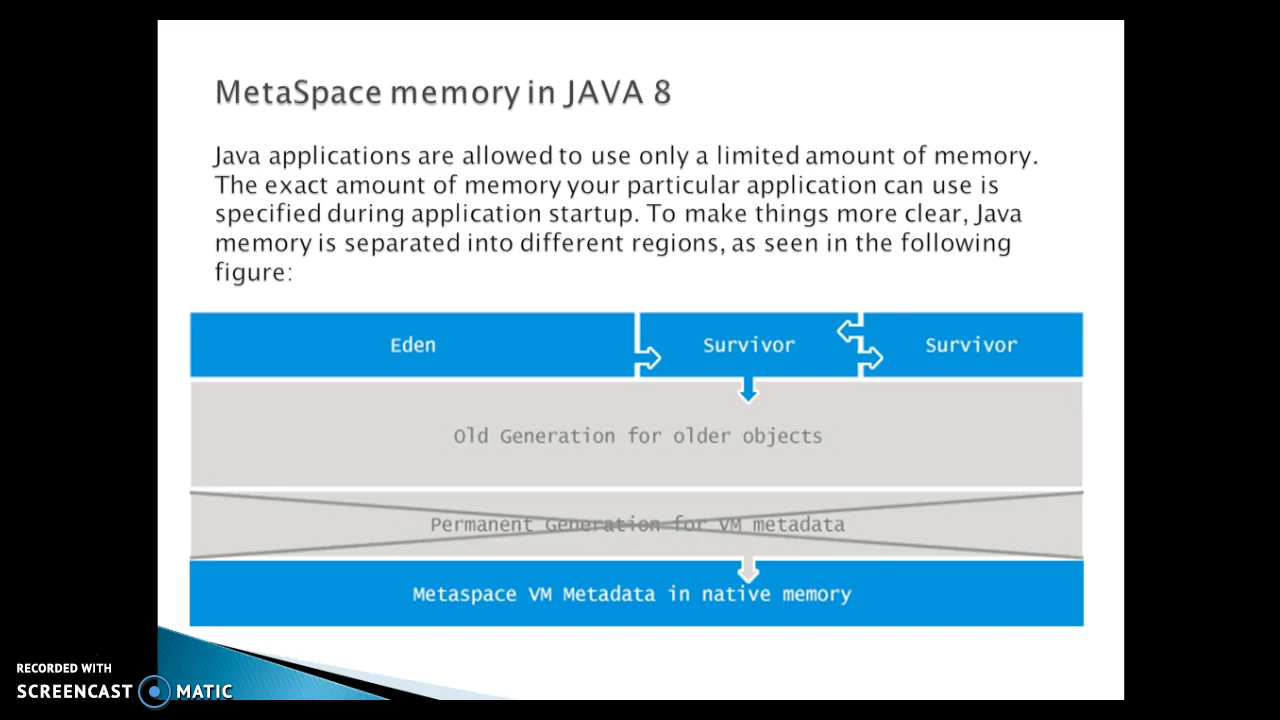 MetaSpace memory in JAVA 8
Java applications are allowed to use only a limited amount of memory.
The exact amount of memory your particular application can use is
specified during application startup. To make things more clear, Java
memory is separated into different regions, as seen in the following
figure:
Eden
Survivor
Survivor
Old Generation for older objects
Permanent Generation for VM metadata
Metaspace VM Metadata in native memory
RECORDED WITH
SCREENCAST MATIC